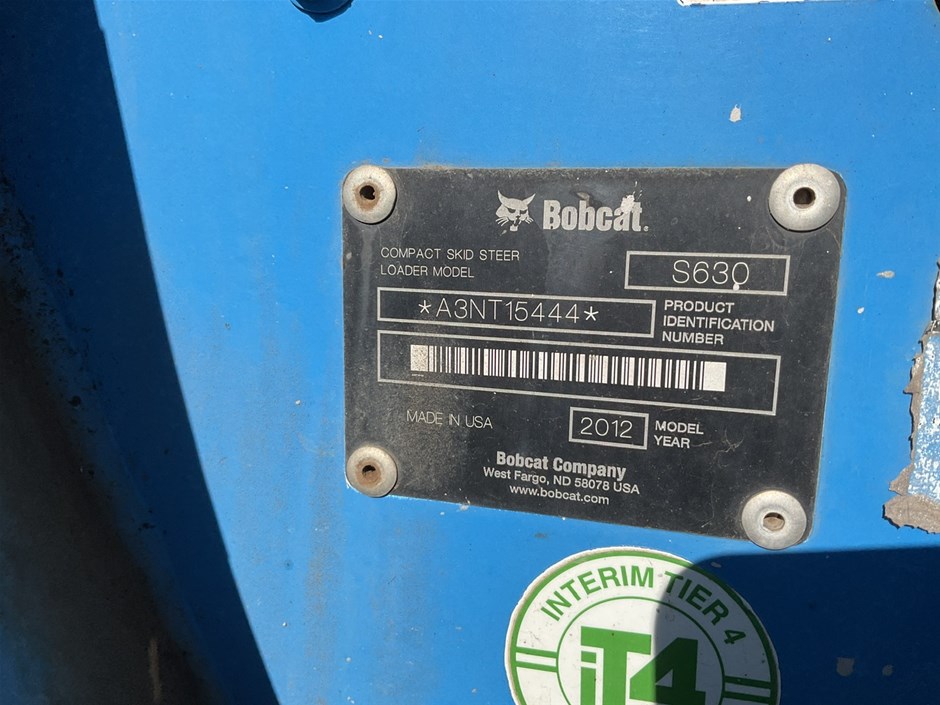 Bobcat.
COMPACT SKID STEER
LOADER MODEL
S630
*A3NT15444*
PRODUCT
IDENTIFICATION
NUMBER
MADE IN USA
2012
MODEL
YEAR
Bobcat Company
West Fargo, ND 58078 USA
www.bobcat.com
INTERIM TIER 4
iT4